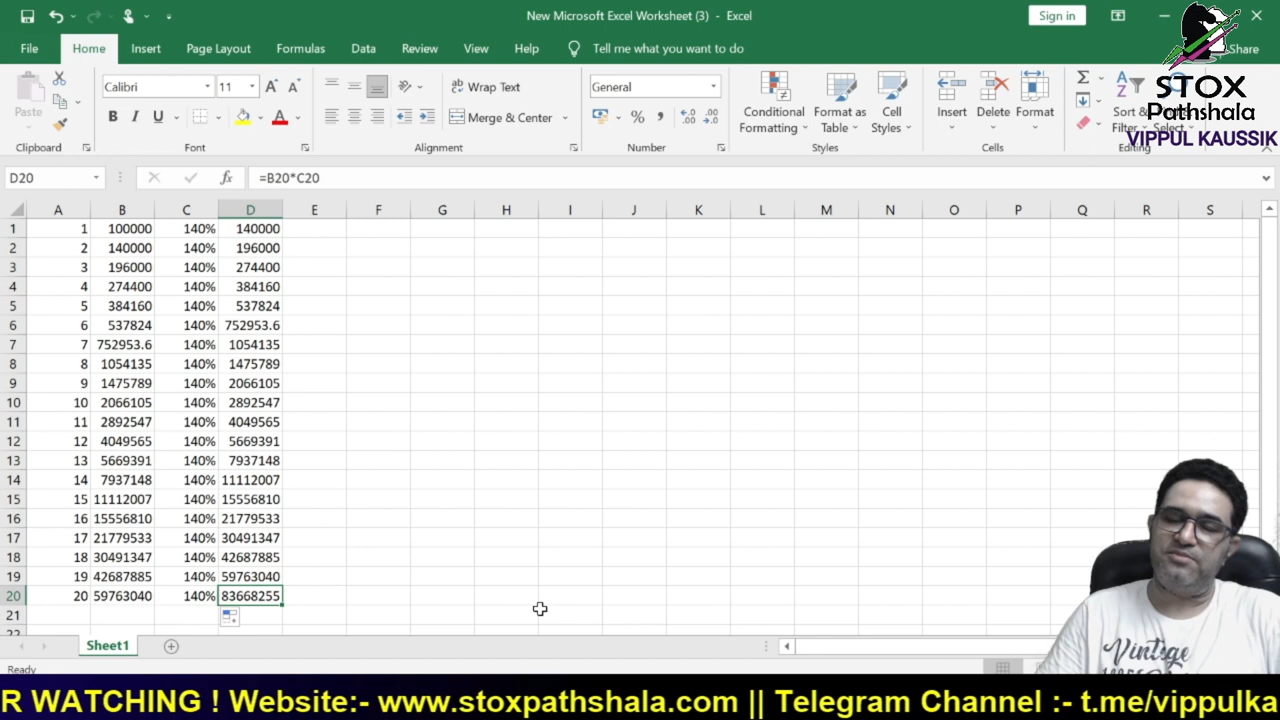 New Microsoft Excel Worksheet (3) - Excel
Sign in
File Home Insert Page Layout Formulas Data Review View Help Tell me what you want to do Share
STOX
Pathshala
VIPPUL KAUSSIK
Paste
Calibri 11
Wrap Text
General
Merge & Center
Conditional Formatting
Format as Table
Cell Styles
Insert Delete Format
Sort & Filter
Select
Clipboard Font Alignment Number Styles Cells Editing
D20 fx =B20*C20
A B C D E F G H I J K L M N O P Q R S
1 1 100000 140% 140000
2 2 140000 140% 196000
3 3 196000 140% 274400
4 4 274400 140% 384160
5 5 384160 140% 537824
6 6 537824 140% 752953.6
7 7 752953.6 140% 1054135
8 8 1054135 140% 1475789
9 9 1475789 140% 2066105
10 10 2066105 140% 2892547
11 11 2892547 140% 4049565
12 12 4049565 140% 5669391
13 13 5669391 140% 7937148
14 14 7937148 140% 11112007
15 15 11112007 140% 15556810
16 16 15556810 140% 21779533
17 17 21779533 140% 30491347
18 18 30491347 140% 42687885
19 19 42687885 140% 59763040
20 20 59763040 140% 83668255
21
22
Sheet1
Ready
Vintage
R WATCHING ! Website:- www.stoxpathshala.com || Telegram Channel :- t.me/vippulka